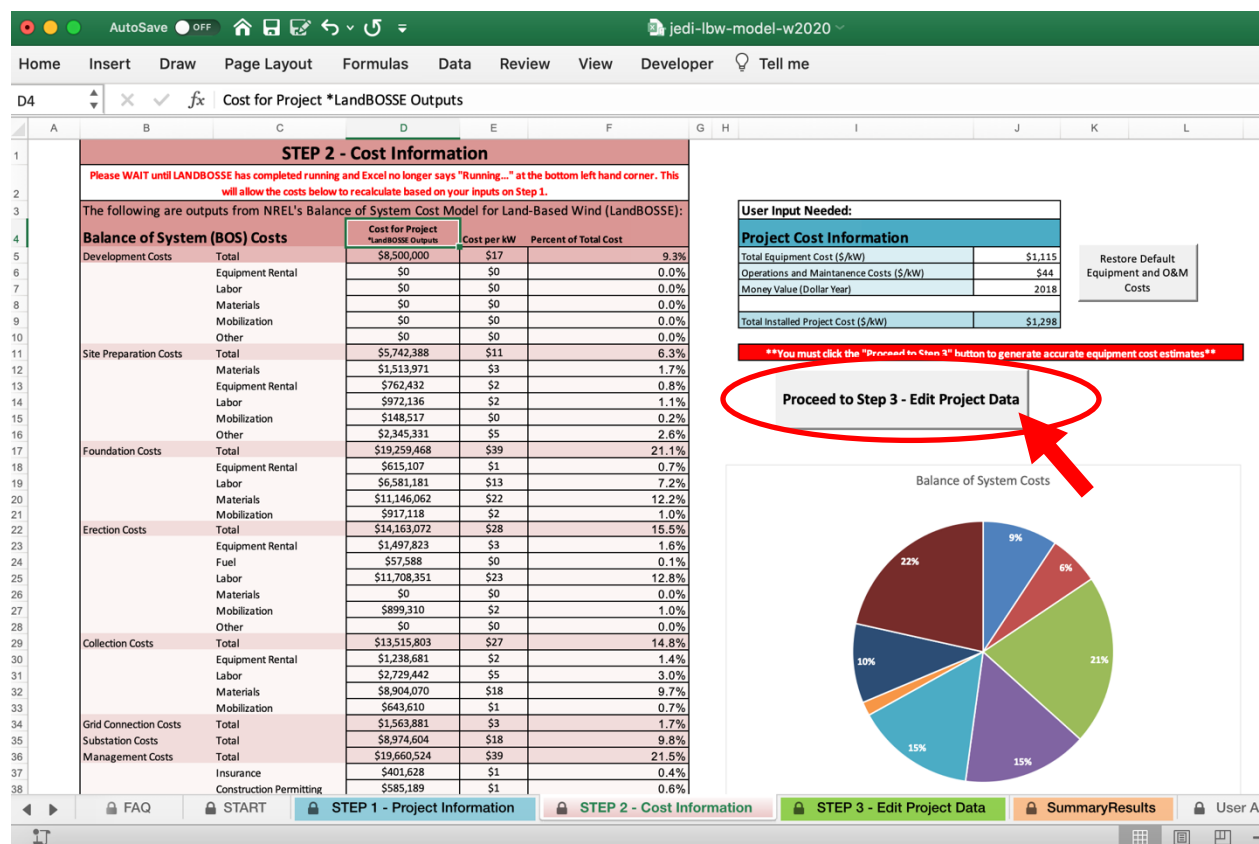 AutoSave OFF jedi-lbw-model-w2020
Home Insert Draw Page Layout Formulas Data Review View Developer Tell me
D4 fx Cost for Project *LandBOSSE Outputs
A B C D E F G H I J K L
1 STEP 2 - Cost Information
Please WAIT until LANDBOSSE has completed running and Excel no longer says "Running..." at the bottom left hand corner. This
2 will allow the costs below to recalculate based on your inputs on Step 1.
3 The following are outputs from NREL's Balance of System Cost Model for Land-Based Wind (LandBOSSE):
4 Balance of System (BOS) Costs Cost for Project *LandBOSSE Outputs Cost per kW Percent of Total Cost
5 Development Costs Total $8,500,000 $17 9.3%
6 Equipment Rental $0 $0 0.0%
7 Labor $0 $0 0.0%
8 Materials $0 $0 0.0%
9 Mobilization $0 $0 0.0%
10 Other $0 $0 0.0%
11 Site Preparation Costs Total $5,742,388 $11 6.3%
12 Materials $1,513,971 $3 1.7%
13 Equipment Rental $762,432 $2 0.8%
14 Labor $972,136 $2 1.1%
15 Mobilization $148,517 $0 0.2%
16 Other $2,345,331 $5 2.6%
17 Foundation Costs Total $19,259,468 $39 21.1%
18 Equipment Rental $615,107 $1 0.7%
19 Labor $6,581,181 $13 7.2%
20 Materials $11,146,062 $22 12.2%
21 Mobilization $917,118 $2 1.0%
22 Erection Costs Total $14,163,072 $28 15.5%
23 Equipment Rental $1,497,823 $3 1.6%
24 Fuel $57,588 $0 0.1%
25 Labor $11,708,351 $23 12.8%
26 Materials $0 $0 0.0%
27 Mobilization $899,310 $2 1.0%
28 Other $0 $0 0.0%
29 Collection Costs Total $13,515,803 $27 14.8%
30 Equipment Rental $1,238,681 $2 1.4%
31 Labor $2,729,442 $5 3.0%
32 Materials $8,904,070 $18 9.7%
33 Mobilization $643,610 $1 0.7%
34 Grid Connection Costs Total $1,563,881 $3 1.7%
35 Substation Costs Total $8,974,604 $18 9.8%
36 Management Costs Total $19,660,524 $39 21.5%
37 Insurance $401,628 $1 0.4%
38 Construction Permitting $585,189 $1 0.6%
User Input Needed:
Project Cost Information
Total Equipment Cost ($/kW) $1,115
Operations and Maintanence Costs ($/kW) $44
Money Value (Dollar Year) 2018
Total Installed Project Cost ($/kW) $1,298
Restore Default
Equipment and O&M
Costs
**You must click the "Proceed to Step 3" button to generate accurate equipment cost estimates**
Proceed to Step 3 - Edit Project Data
Balance of System Costs
9%
6%
21%
15%
15%
10%
22%
FAQ START STEP 1 - Project Information STEP 2 - Cost Information STEP 3 - Edit Project Data SummaryResults User A